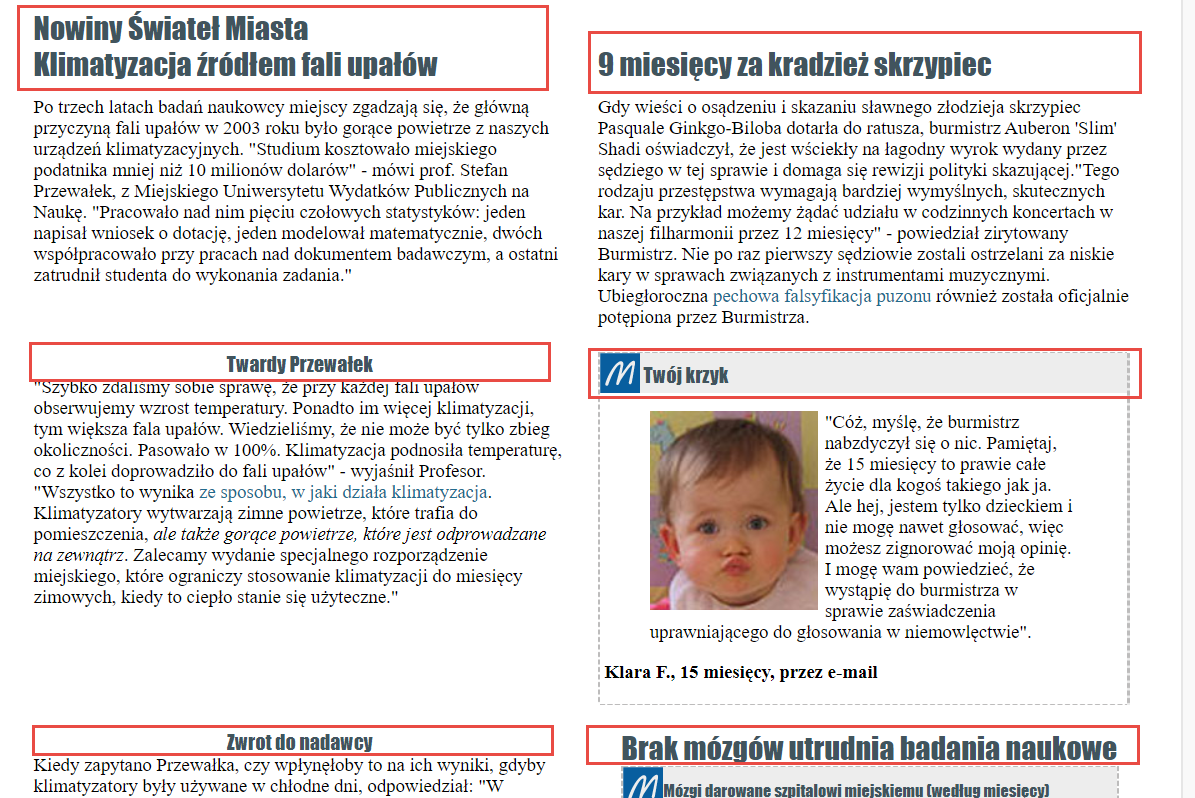 Nowiny Świateł Miasta
Klimatyzacja źródłem fali upałów
Po trzech latach badań naukowcy miejscy zgadzają się, że główną
przyczyną fali upałów w 2003 roku było gorące powietrze z naszych
urządzeń klimatyzacyjnych. "Studium kosztowało miejskiego
podatnika mniej niż 10 milionów dolarów" - mówi prof. Stefan
Przewałek, z Miejskiego Uniwersytetu Wydatków Publicznych na
Naukę. "Pracowało nad nim pięciu czołowych statystyków: jeden
napisał wniosek o dotację, jeden modelował matematycznie, dwóch
współpracowało przy pracach nad dokumentem badawczym, a ostatni
zatrudnił studenta do wykonania zadania."
Twardy Przewałek
"Szybko zdaliśmy sobie sprawę, że przy każdej fali upałów
obserwujemy wzrost temperatury. Ponadto im więcej klimatyzacji,
tym większa fala upałów. Wiedzieliśmy, że nie może być tylko zbieg
okoliczności. Pasowało w 100%. Klimatyzacja podnosiła temperaturę,
co z kolei doprowadziło do fali upałów" - wyjaśnił Profesor.
"Wszystko to wynika ze sposobu, w jaki działa klimatyzacja.
Klimatyzatory wytwarzają zimne powietrze, które trafia do
pomieszczenia, ale także gorące powietrze, które jest odprowadzane
na zewnątrz. Zalecamy wydanie specjalnego rozporządzenie
miejskiego, które ograniczy stosowanie klimatyzacji do miesięcy
zimowych, kiedy to ciepło stanie się użyteczne."
Zwrot do nadawcy
Kiedy zapytano Przewałka, czy wpłynęłoby to na ich wyniki, gdyby
klimatyzatory były używane w chłodne dni, odpowiedział: "W
9 miesięcy za kradzież skrzypiec
Gdy wieści o osądzeniu i skazaniu sławnego złodzieja skrzypiec
Pasquale Ginkgo-Biloba dotarła do ratusza, burmistrz Auberon 'Slim'
Shadi oświadczył, że jest wściekły na łagodny wyrok wydany przez
sędziego w tej sprawie i domaga się rewizji polityki skazującej."Tego
rodzaju przestępstwa wymagają bardziej wymyślnych, skutecznych
kar. Na przykład możemy żądać udziału w codzinnych koncertach w
naszej filharmonii przez 12 miesięcy" - powiedział zirytowany
Burmistrz. Nie po raz pierwszy sędziowie zostali ostrzelani za niskie
kary w sprawach związanych z instrumentami muzycznymi.
Ubiegłoroczna pechowa falsyfikacja puzonu również została oficjalnie
potępiona przez Burmistrza.
Twój krzyk
"Cóż, myślę, że burmistrz
nabzdyczył się o nic. Pamiętaj,
że 15 miesięcy to prawie całe
życie dla kogoś takiego jak ja.
Ale hej, jestem tylko dzieckiem i
nie mogę nawet głosować, więc
możesz zignorować moją opinię.
I mogę wam powiedzieć, że
wystąpię do burmistrza w
sprawie zaświadczenia
uprawniającego do głosowania w niemowlęctwie".
Klara F., 15 miesięcy, przez e-mail
Brak mózgów utrudnia badania naukowe
Mózgi darowane szpitalowi miejskiemu (według miesięcy)